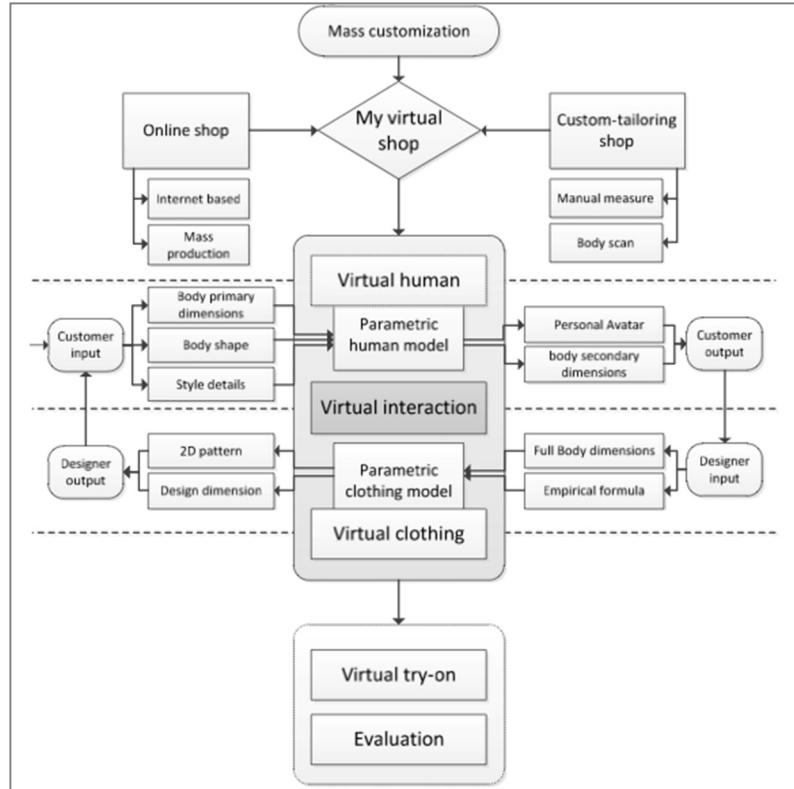 Mass customization
Online shop
My virtual
shop
Custom-tailoring
shop
Internet based
Mass
production
Manual measure
Body scan
Virtual human
Customer
input
Body primary
dimensions
Body shape
Style details
Parametric
human model
Personal Avatar
body secondary
dimensions
Customer
output
Virtual interaction
Designer
output
2D pattern
Design dimension
Parametric
clothing model
Full Body dimensions
Empirical formula
Designer
input
Virtual clothing
Virtual try-on
Evaluation